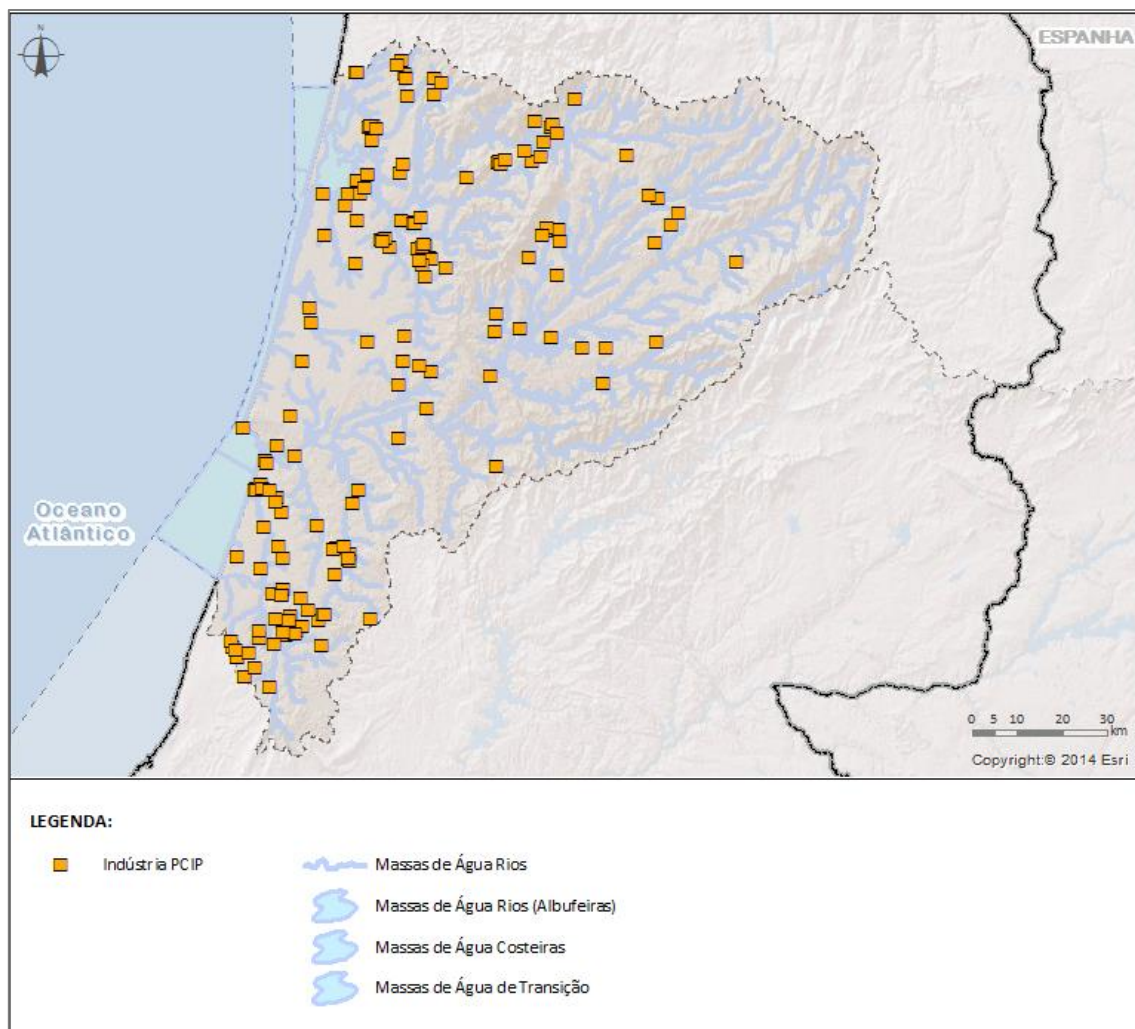 N
ESPANHA
Oceano
Atlântico
0 5 10 20 30
km
Copyright:© 2014 Esri
LEGENDA:
Indústria PCIP
Massas de Água Rios
Massas de Água Rios (Albufeiras)
Massas de Água Costeiras
Massas de Água de Transição